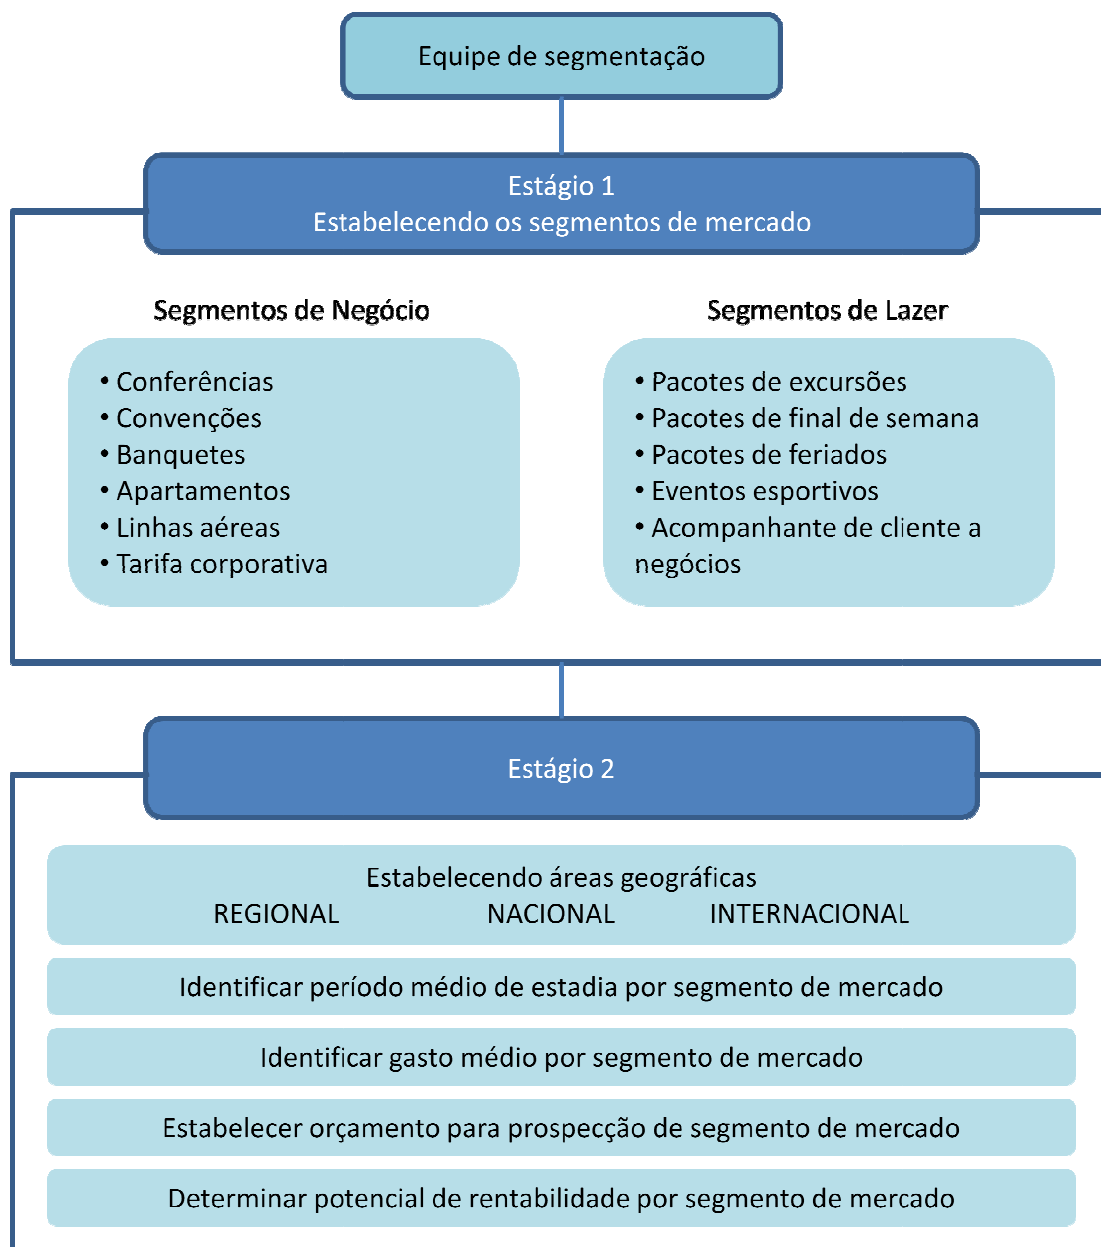 Equipe de segmentação
Estágio 1
Estabelecendo os segmentos de mercado
Segmentos de Negócio
• Conferências
• Convenções
• Banquetes
• Apartamentos
• Linhas aéreas
• Tarifa corporativa
Segmentos de Lazer
• Pacotes de excursões
• Pacotes de final de semana
• Pacotes de feriados
• Eventos esportivos
• Acompanhante de cliente a
negócios
Estágio 2
Estabelecendo áreas geográficas
REGIONAL NACIONAL INTERNACIONAL
Identificar período médio de estadia por segmento de mercado
Identificar gasto médio por segmento de mercado
Estabelecer orçamento para prospecção de segmento de mercado
Determinar potencial de rentabilidade por segmento de mercado